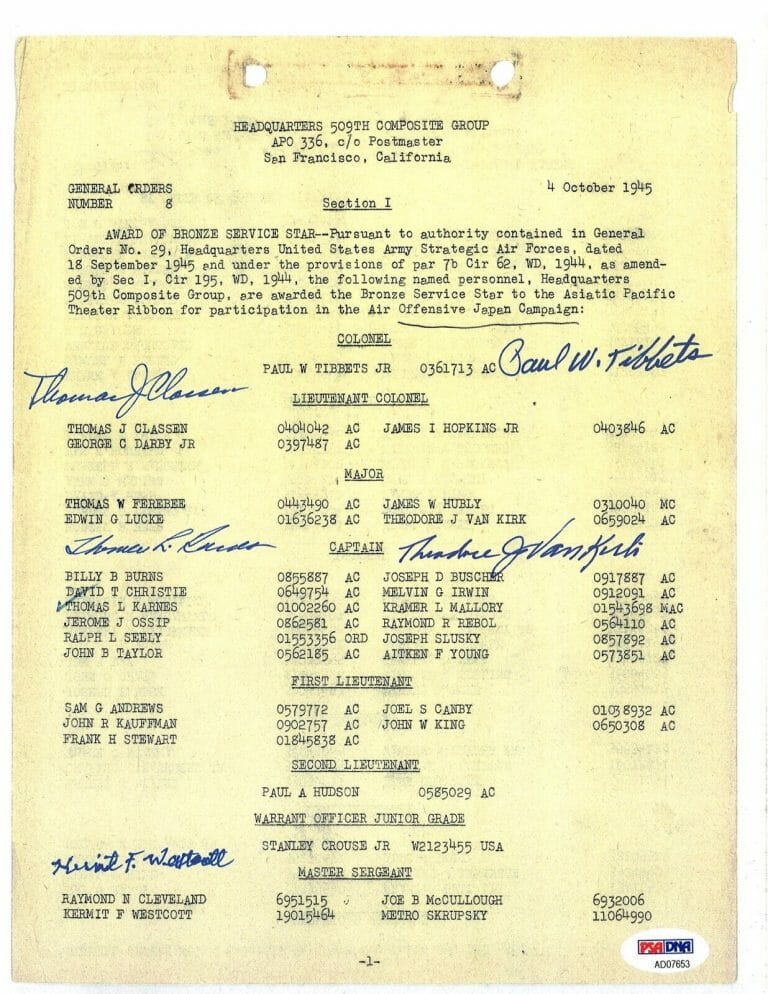 HEADQUARTERS 509TH COMPOSITE GROUP
APO 336, c/o Postmaster
San Francisco, California
GENERAL ORDERS 4 October 1945
NUMBER 8 Section I
AWARD OF BRONZE SERVICE STAR--Pursuant to authority contained in General
Orders No. 29, Headquarters United States Army Strategic Air Forces, dated
18 September 1945 and under the provisions of par 7b Cir 62, WD, 1944, as amend-
ed by Sec I, Cir 195, WD, 1944, the following named personnel, Headquarters
509th Composite Group, are awarded the Bronze Service Star to the Asiatic Pacific
Theater Ribbon for participation in the Air Offensive Japan Campaign:
COLONEL
PAUL W TIBBETS JR 0361713 AC Paul W. Tibbets
Thomas J Classen
LIEUTENANT COLONEL
THOMAS J CLASSEN 0404042 AC JAMES I HOPKINS JR 0403846 AC
GEORGE C DARBY JR 0397487 AC
MAJOR
THOMAS W FEREBEE 0443490 AC JAMES W HUBLY 0310040 MC
EDWIN G LUCKE 01636238 AC THEODORE J VAN KIRK 0659024 AC
Thomas L. Karnes CAPTAIN Theodore J Van Kirk
BILLY B BURNS 0855887 AC JOSEPH D BUSCHER 0917887 AC
DAVID T CHRISTIE 0649754 AC MELVIN G IRWIN 0912091 AC
THOMAS L KARNES 01002260 AC KRAMER L MALLORY 01543698 MAC
JEROME J OSSIP 0862581 AC RAYMOND R REBOL 0564110 AC
RALPH L SEELY 01553356 ORD JOSEPH SLUSKY 0857892 AC
JOHN B TAYLOR 0562185 AC AITKEN F YOUNG 0573851 AC
FIRST LIEUTENANT
SAM G ANDREWS 0579772 AC JOEL S CANBY 01038932 AC
JOHN R KAUFFMAN 0902757 AC JOHN W KING 0650308 AC
FRANK H STEWART 01845838 AC
SECOND LIEUTENANT
PAUL A HUDSON 0585029 AC
WARRANT OFFICER JUNIOR GRADE
STANLEY CROUSE JR W2123455 USA
Kermit F. Westcott
MASTER SERGEANT
RAYMOND N CLEVELAND 6951515 JOE B McCULLOUGH 6932006
KERMIT F WESTCOTT 19015464 METRO SKRUPSKY 11064990
-1-
PSA DNA
AD07653